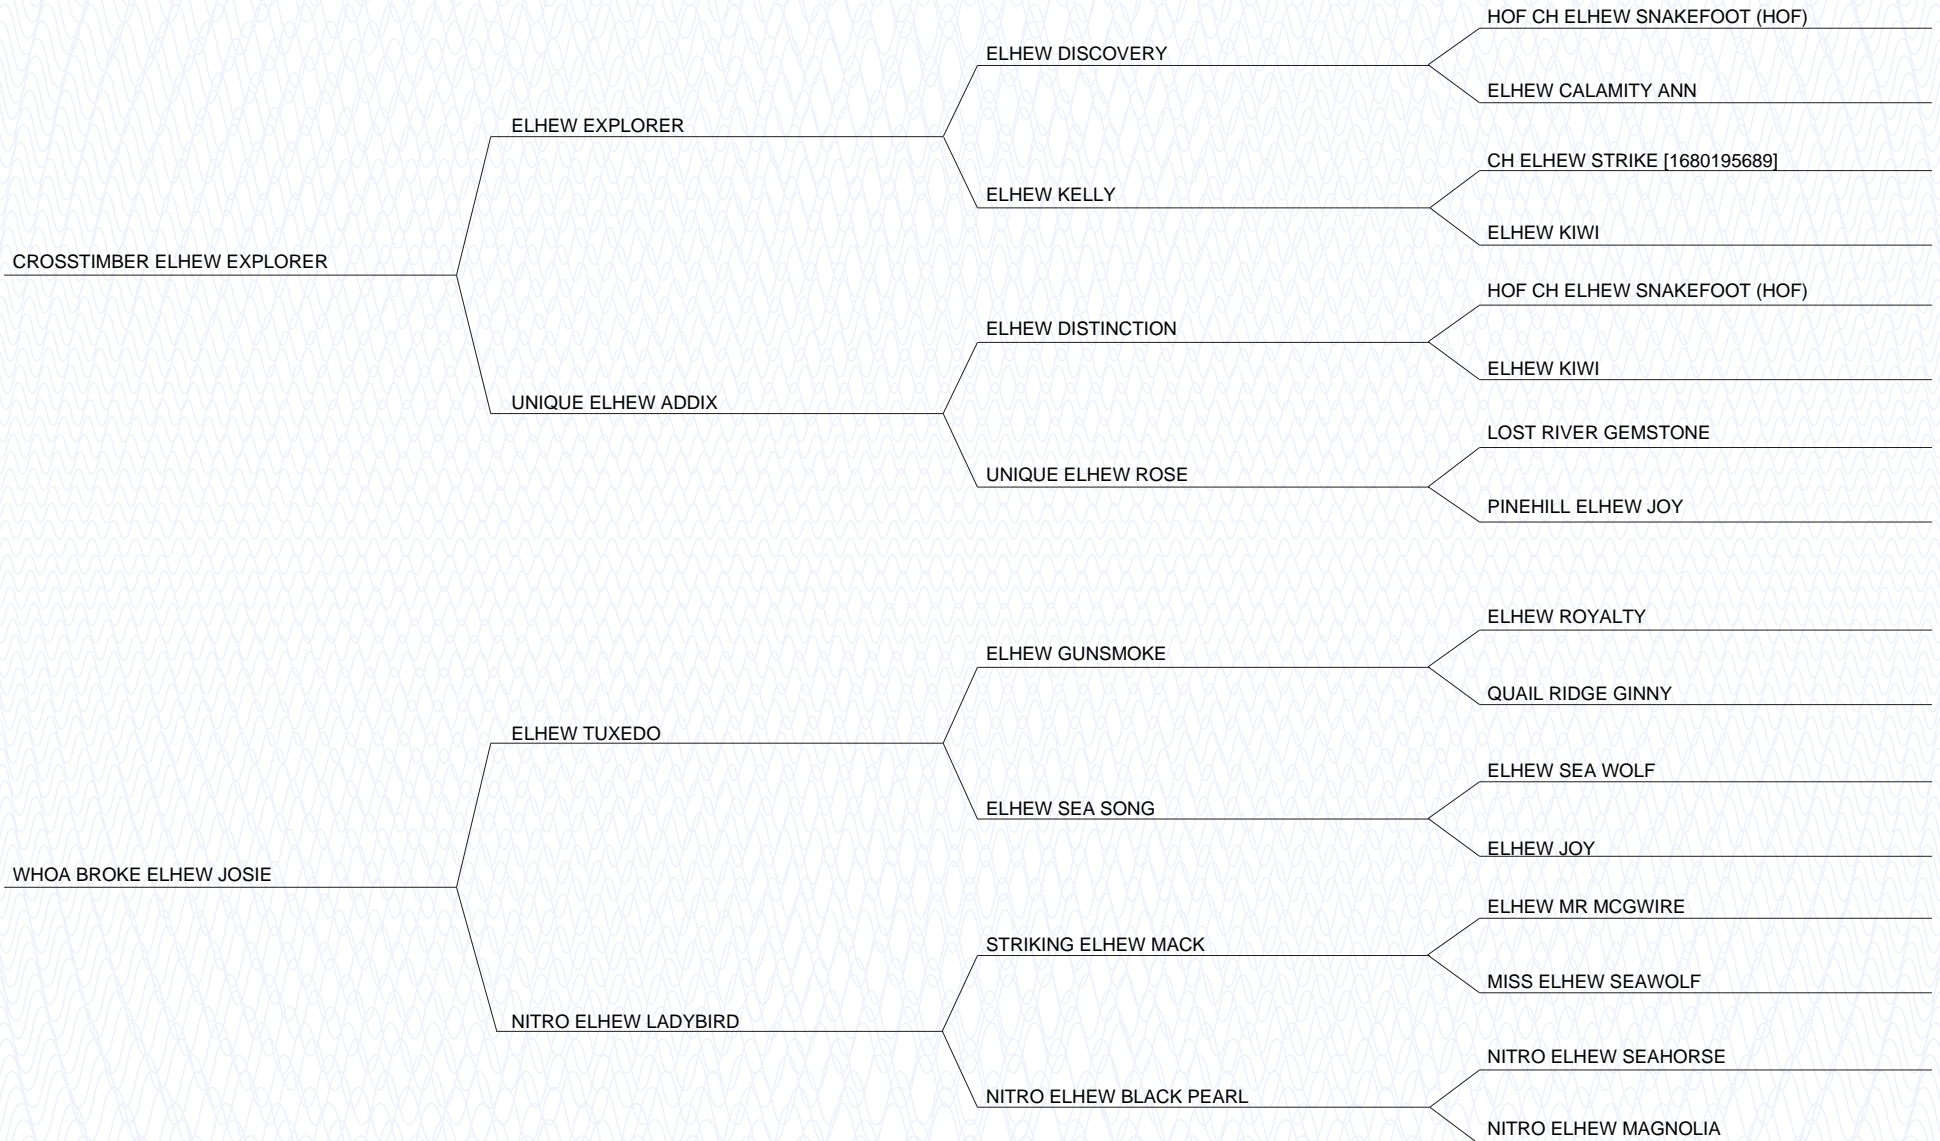 HOF CH ELHEW SNAKEFOOT (HOF)
ELHEW DISCOVERY
ELHEW CALAMITY ANN
ELHEW EXPLORER
CH ELHEW STRIKE [1680195689]
ELHEW KELLY
ELHEW KIWI
CROSSTIMBER ELHEW EXPLORER
HOF CH ELHEW SNAKEFOOT (HOF)
ELHEW DISTINCTION
ELHEW KIWI
UNIQUE ELHEW ADDIX
LOST RIVER GEMSTONE
UNIQUE ELHEW ROSE
PINEHILL ELHEW JOY
ELHEW ROYALTY
ELHEW GUNSMOKE
QUAIL RIDGE GINNY
ELHEW TUXEDO
ELHEW SEA WOLF
ELHEW SEA SONG
ELHEW JOY
WHOA BROKE ELHEW JOSIE
ELHEW MR MCGWIRE
STRIKING ELHEW MACK
MISS ELHEW SEAWOLF
NITRO ELHEW LADYBIRD
NITRO ELHEW SEAHORSE
NITRO ELHEW BLACK PEARL
NITRO ELHEW MAGNOLIA